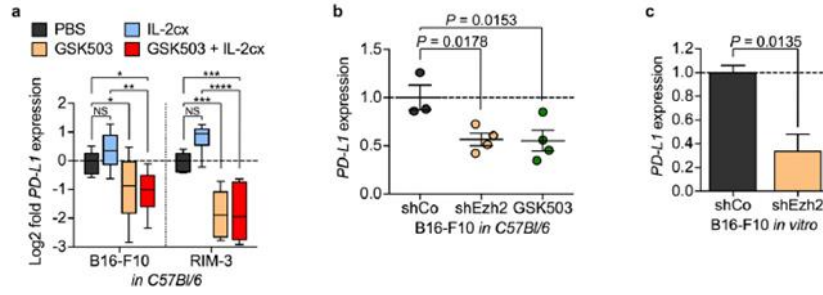 a
PBS
IL-2cx
GSK503
GSK503 + IL-2cx
Log2 fold PD-L1 expression
2
1
0
-1
-2
-3
*
**
*
NS
***
****
***
NS
B16-F10
RIM-3
in C57Bl/6
b
P = 0.0153
P = 0.0178
PD-L1 expression
1.5
1.0
0.5
0.0
shCo
shEzh2
GSK503
B16-F10 in C57Bl/6
c
P = 0.0135
PD-L1 expression
1.2
1.0
0.8
0.6
0.4
0.2
0.0
shCo
shEzh2
B16-F10 in vitro